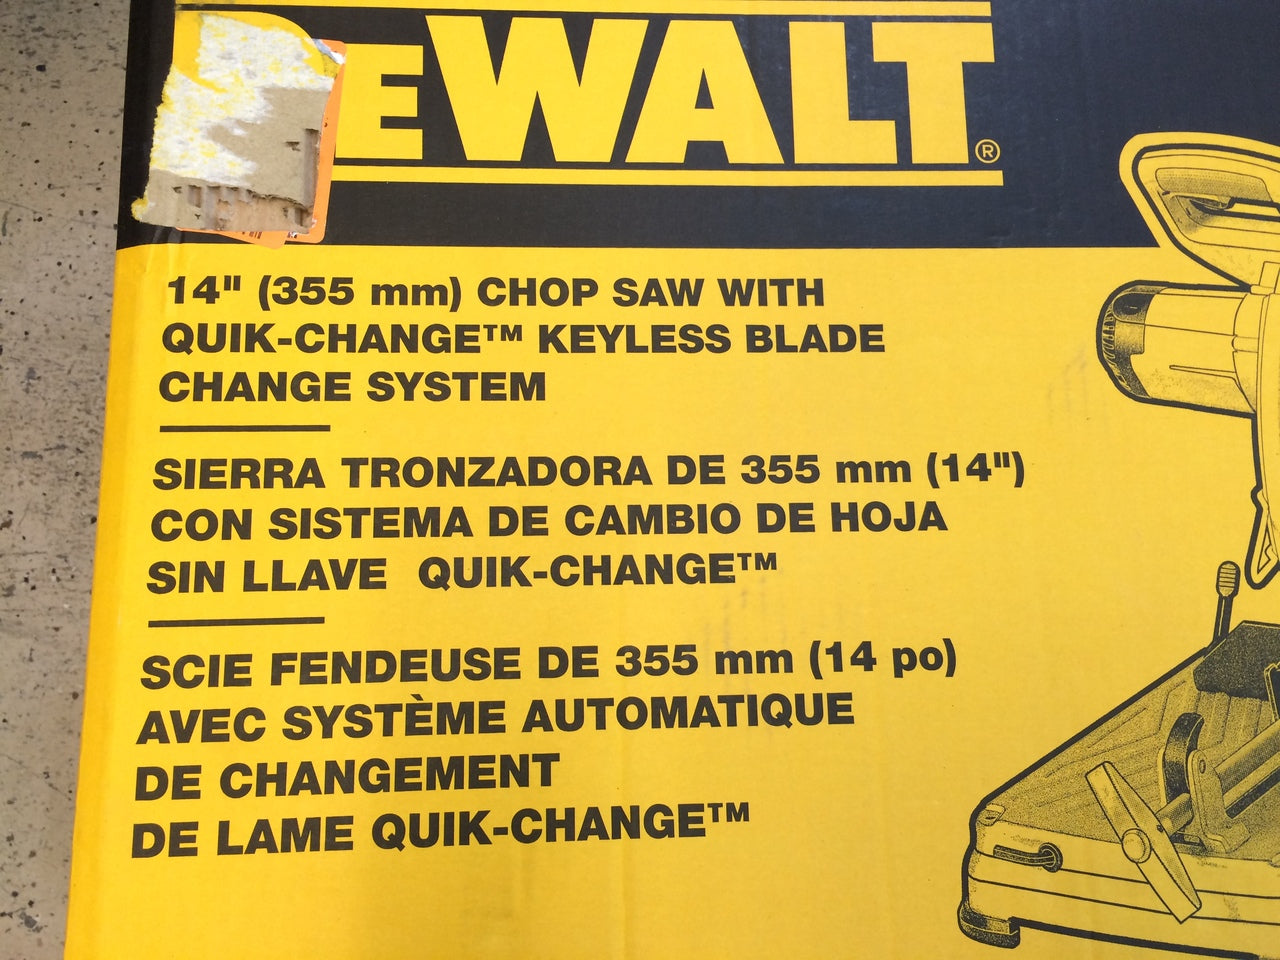 DEWALT®
14" (355 mm) CHOP SAW WITH
QUIK-CHANGE™ KEYLESS BLADE
CHANGE SYSTEM
SIERRA TRONZADORA DE 355 mm (14")
CON SISTEMA DE CAMBIO DE HOJA
SIN LLAVE QUIK-CHANGE™
SCIE FENDEUSE DE 355 mm (14 po)
AVEC SYSTÈME AUTOMATIQUE
DE CHANGEMENT
DE LAME QUIK-CHANGE™